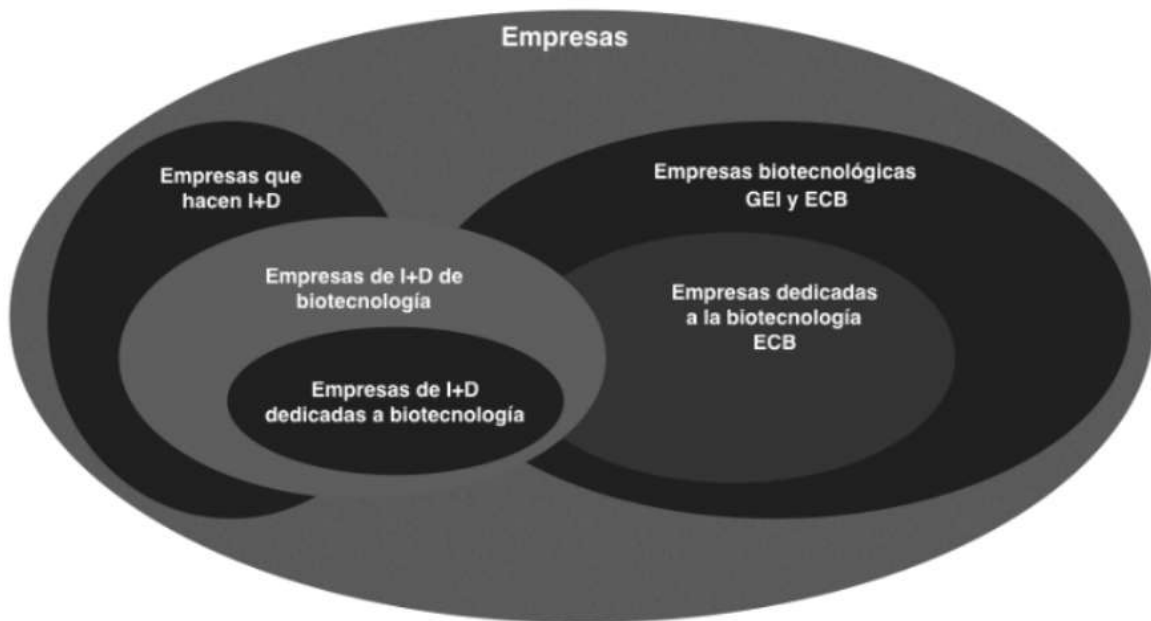 Empresas
Empresas que
hacen I+D
Empresas biotecnológicas
GEI y ECB
Empresas de I+D de
biotecnología
Empresas dedicadas
a la biotecnología
ECB
Empresas de I+D
dedicadas a biotecnología